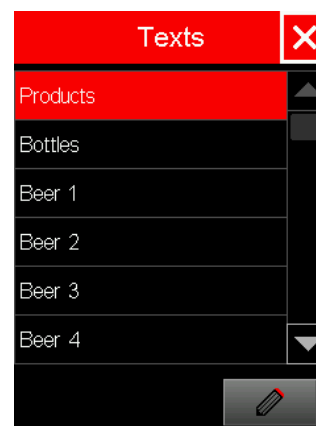 Texts
Products
Bottles
Beer 1
Beer 2
Beer 3
Beer 4